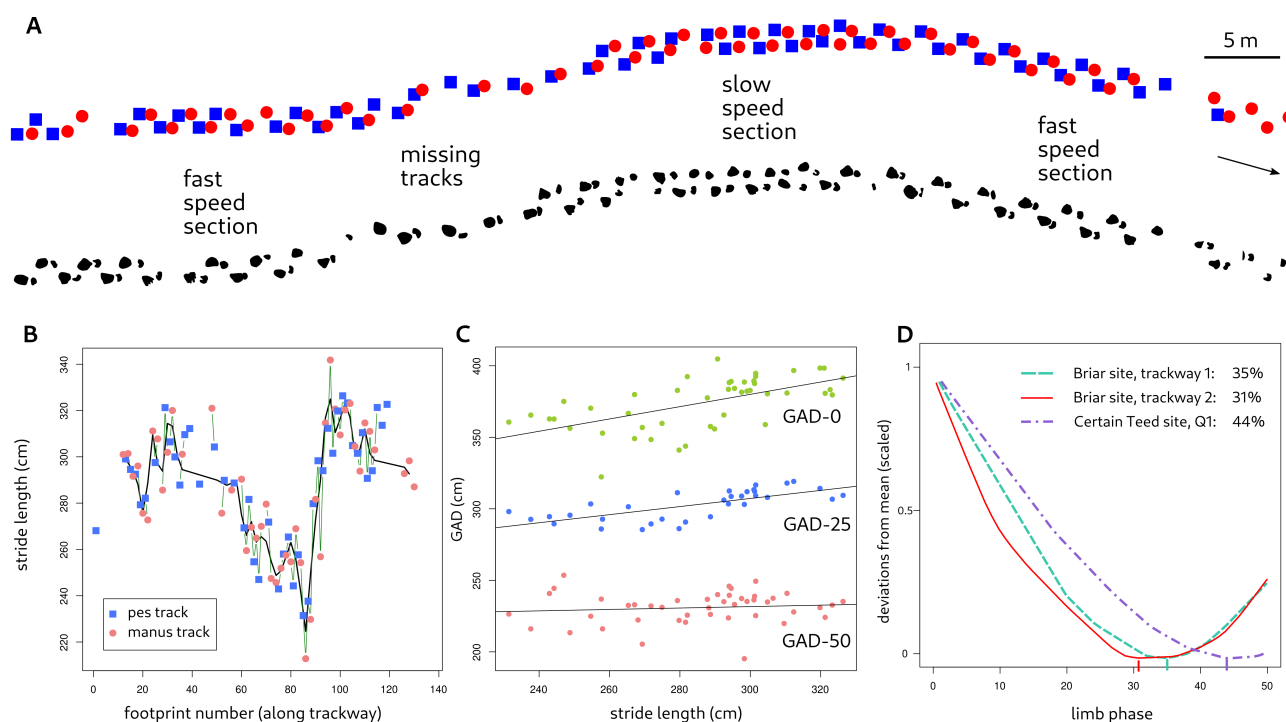 A
5 m
slow
speed
section
missing
tracks
fast
speed
section
fast
speed
section
B
stride length (cm)
340
320
300
280
260
240
220
pes track
manus track
0
20
40
60
80
100
120
140
footprint number (along trackway)
C
GAD (cm)
400
350
300
250
200
GAD-0
GAD-25
GAD-50
240
260
280
300
320
stride length (cm)
D
deviations from mean (scaled)
1
0.5
0
Briar site, trackway 1: 35%
Briar site, trackway 2: 31%
Certain Teed site, Q1: 44%
0
10
20
30
40
50
limb phase